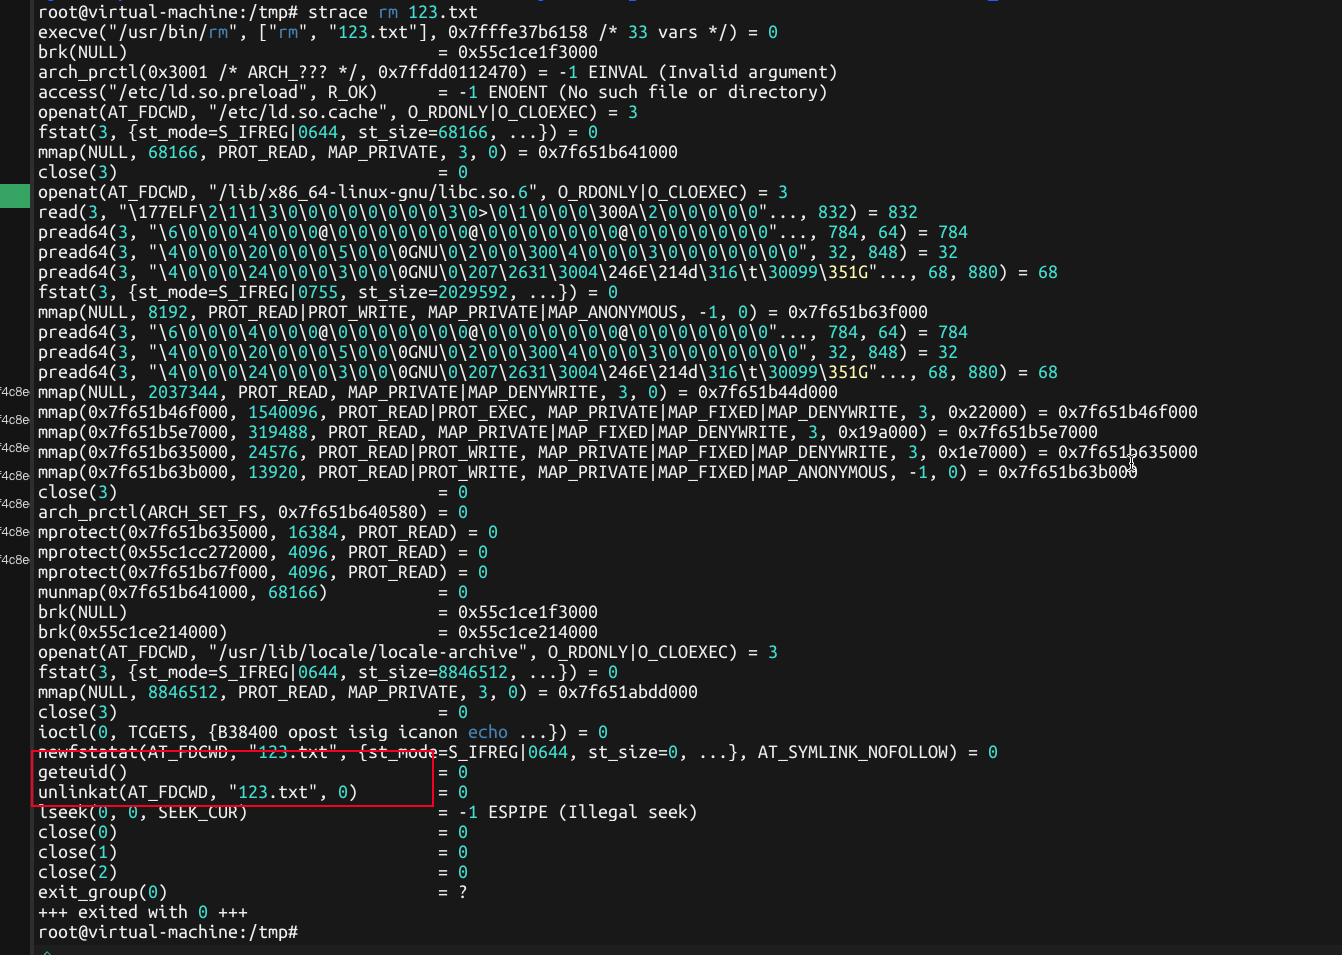 root@virtual-machine:/tmp# strace rm 123.txt
execve("/usr/bin/rm", ["rm", "123.txt"], 0x7fffe37b6158 /* 33 vars */) = 0
brk(NULL)                               = 0x55c1ce1f3000
arch_prctl(0x3001 /* ARCH_??? */, 0x7ffdd0112470) = -1 EINVAL (Invalid argument)
access("/etc/ld.so.preload", R_OK)      = -1 ENOENT (No such file or directory)
openat(AT_FDCWD, "/etc/ld.so.cache", O_RDONLY|O_CLOEXEC) = 3
fstat(3, {st_mode=S_IFREG|0644, st_size=68166, ...}) = 0
mmap(NULL, 68166, PROT_READ, MAP_PRIVATE, 3, 0) = 0x7f651b641000
close(3)                                = 0
openat(AT_FDCWD, "/lib/x86_64-linux-gnu/libc.so.6", O_RDONLY|O_CLOEXEC) = 3
read(3, "\177ELF\2\1\1\3\0\0\0\0\0\0\0\0\3\0>\0\1\0\0\0\300A\2\0\0\0\0\0"..., 832) = 832
pread64(3, "\6\0\0\0\4\0\0\0@\0\0\0\0\0\0\0@\0\0\0\0\0\0\0@\0\0\0\0\0\0\0"..., 784, 64) = 784
pread64(3, "\4\0\0\0\20\0\0\0\5\0\0\0GNU\0\2\0\0\300\4\0\0\0\3\0\0\0\0\0\0\0", 32, 848) = 32
pread64(3, "\4\0\0\0\24\0\0\0\3\0\0\0GNU\0\207\2631\3004\246E\214d\316\t\30099\351G"..., 68, 880) = 68
fstat(3, {st_mode=S_IFREG|0755, st_size=2029592, ...}) = 0
mmap(NULL, 8192, PROT_READ|PROT_WRITE, MAP_PRIVATE|MAP_ANONYMOUS, -1, 0) = 0x7f651b63f000
pread64(3, "\6\0\0\0\4\0\0\0@\0\0\0\0\0\0\0@\0\0\0\0\0\0\0@\0\0\0\0\0\0\0"..., 784, 64) = 784
pread64(3, "\4\0\0\0\20\0\0\0\5\0\0\0GNU\0\2\0\0\300\4\0\0\0\3\0\0\0\0\0\0\0", 32, 848) = 32
pread64(3, "\4\0\0\0\24\0\0\0\3\0\0\0GNU\0\207\2631\3004\246E\214d\316\t\30099\351G"..., 68, 880) = 68
f4c8e
mmap(NULL, 2037344, PROT_READ, MAP_PRIVATE|MAP_DENYWRITE, 3, 0) = 0x7f651b44d000
mmap(0x7f651b46f000, 1540096, PROT_READ|PROT_EXEC, MAP_PRIVATE|MAP_FIXED|MAP_DENYWRITE, 3, 0x22000) = 0x7f651b46f000
f4c8e
mmap(0x7f651b5e7000, 319488, PROT_READ, MAP_PRIVATE|MAP_FIXED|MAP_DENYWRITE, 3, 0x19a000) = 0x7f651b5e7000
f4c8e
mmap(0x7f651b635000, 24576, PROT_READ|PROT_WRITE, MAP_PRIVATE|MAP_FIXED|MAP_DENYWRITE, 3, 0x1e7000) = 0x7f651b635000
f4c8e
mmap(0x7f651b63b000, 13920, PROT_READ|PROT_WRITE, MAP_PRIVATE|MAP_FIXED|MAP_ANONYMOUS, -1, 0) = 0x7f651b63b000
close(3)                                = 0
f4c8e
arch_prctl(ARCH_SET_FS, 0x7f651b640580) = 0
f4c8e
mprotect(0x7f651b635000, 16384, PROT_READ) = 0
mprotect(0x55c1cc272000, 4096, PROT_READ) = 0
f4c8e
mprotect(0x7f651b67f000, 4096, PROT_READ) = 0
munmap(0x7f651b641000, 68166)           = 0
brk(NULL)                               = 0x55c1ce1f3000
brk(0x55c1ce214000)                     = 0x55c1ce214000
openat(AT_FDCWD, "/usr/lib/locale/locale-archive", O_RDONLY|O_CLOEXEC) = 3
fstat(3, {st_mode=S_IFREG|0644, st_size=8846512, ...}) = 0
mmap(NULL, 8846512, PROT_READ, MAP_PRIVATE, 3, 0) = 0x7f651abdd000
close(3)                                = 0
ioctl(0, TCGETS, {B38400 opost isig icanon echo ...}) = 0
newfstatat(AT_FDCWD, "123.txt", {st_mode=S_IFREG|0644, st_size=0, ...}, AT_SYMLINK_NOFOLLOW) = 0
geteuid()                               = 0
unlinkat(AT_FDCWD, "123.txt", 0)        = 0
lseek(0, 0, SEEK_CUR)                   = -1 ESPIPE (Illegal seek)
close(0)                                = 0
close(1)                                = 0
close(2)                                = 0
exit_group(0)                           = ?
+++ exited with 0 +++
root@virtual-machine:/tmp#